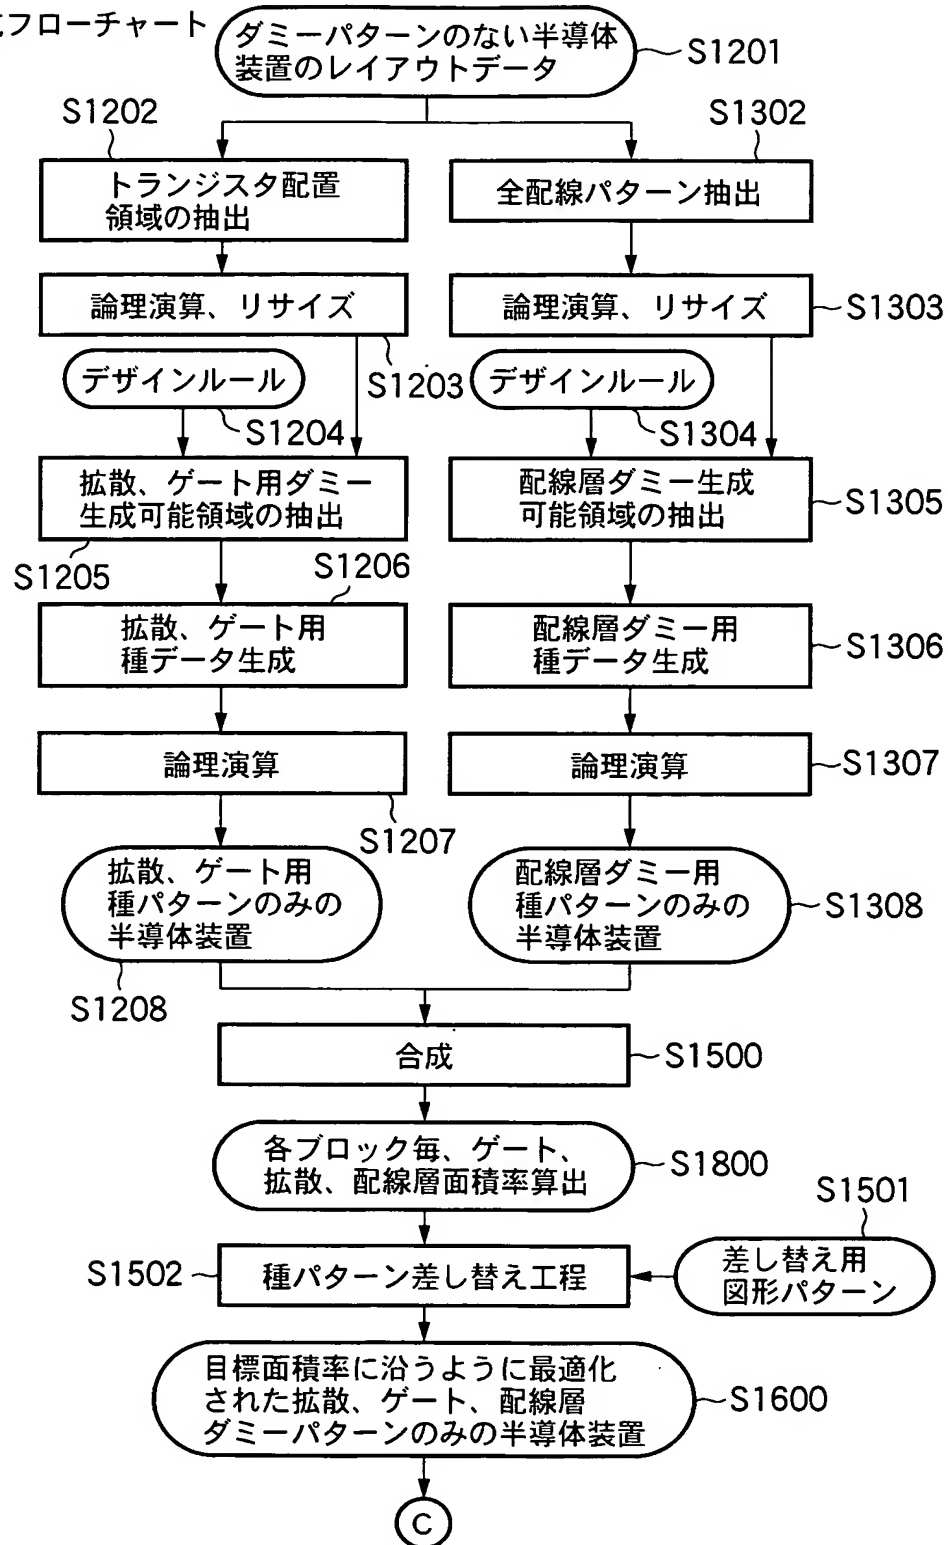 フローチャート
ダミーパターンのない半導体
装置のレイアウトデータ
S1201
S1202
トランジスタ配置
領域の抽出
S1302
全配線パターン抽出
論理演算、リサイズ
S1203
論理演算、リサイズ
S1303
デザインルール
S1204
デザインルール
S1304
拡散、ゲート用ダミー
生成可能領域の抽出
S1205
配線層ダミー生成
可能領域の抽出
S1305
S1206
拡散、ゲート用
種データ生成
配線層ダミー用
種データ生成
S1306
論理演算
S1207
論理演算
S1307
拡散、ゲート用
種パターンのみの
半導体装置
S1208
配線層ダミー用
種パターンのみの
半導体装置
S1308
合成
S1500
各ブロック毎、ゲート、
拡散、配線層面積率算出
S1800
S1501
差し替え用
図形パターン
S1502
種パターン差し替え工程
目標面積率に沿うように最適化
された拡散、ゲート、配線層
ダミーパターンのみの半導体装置
S1600
C